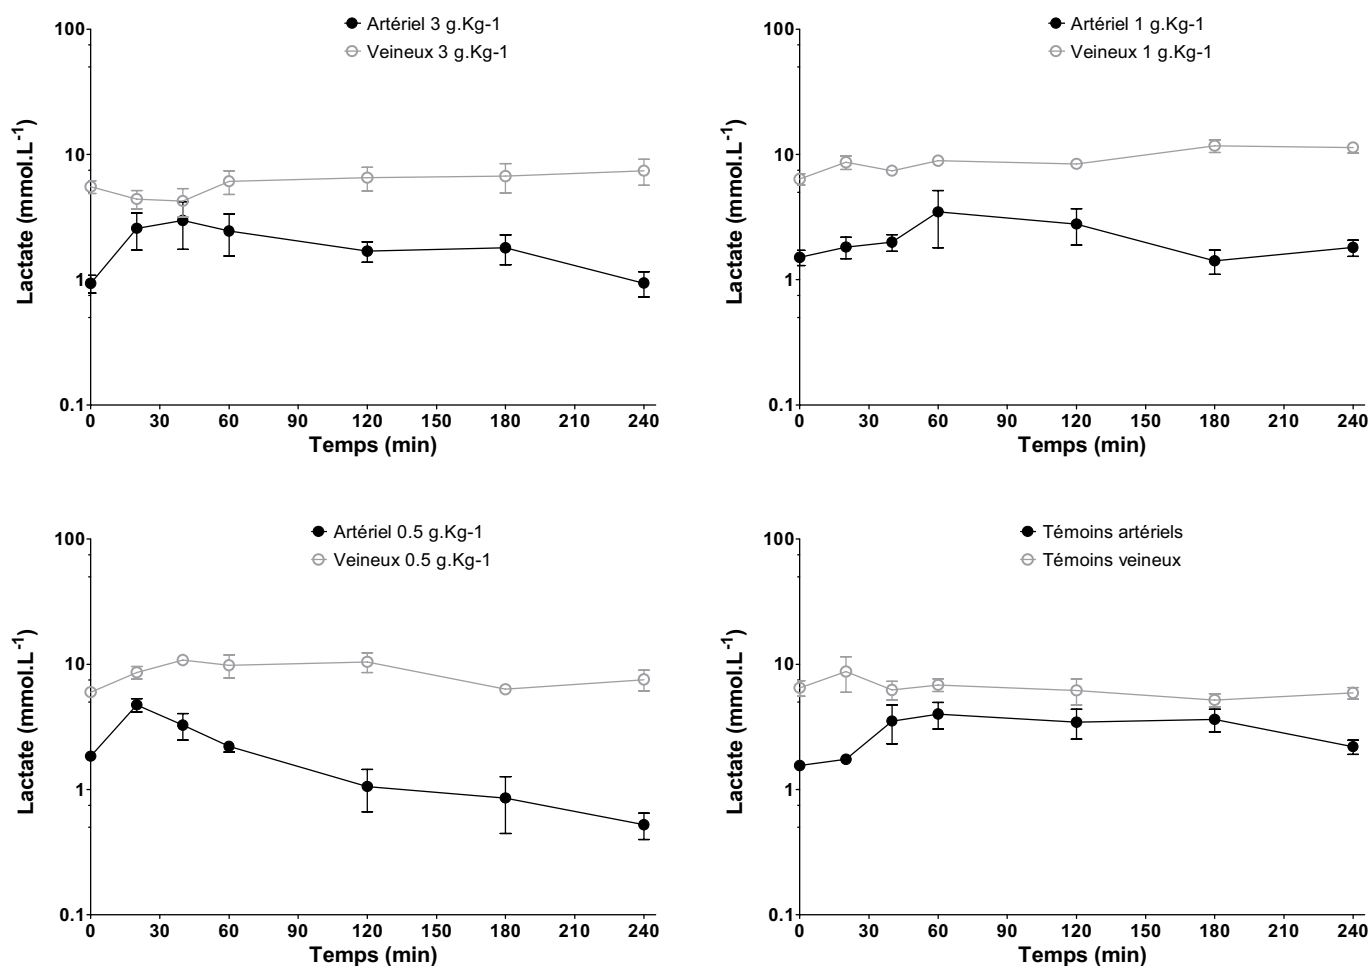 Artériel 3 g.Kg-1
Veineux 3 g.Kg-1
100
10
1
0.1
Lactate (mmol.L-1)
0 30 60 90 120 150 180 210 240
Temps (min)
Artériel 1 g.Kg-1
Veineux 1 g.Kg-1
100
10
1
0.1
Lactate (mmol.L-1)
0 30 60 90 120 150 180 210 240
Temps (min)
Artériel 0.5 g.Kg-1
Veineux 0.5 g.Kg-1
100
10
1
0.1
Lactate (mmol.L-1)
0 30 60 90 120 150 180 210 240
Temps (min)
Témoins artériels
Témoins veineux
100
10
1
0.1
Lactate (mmol.L-1)
0 30 60 90 120 150 180 210 240
Temps (min)